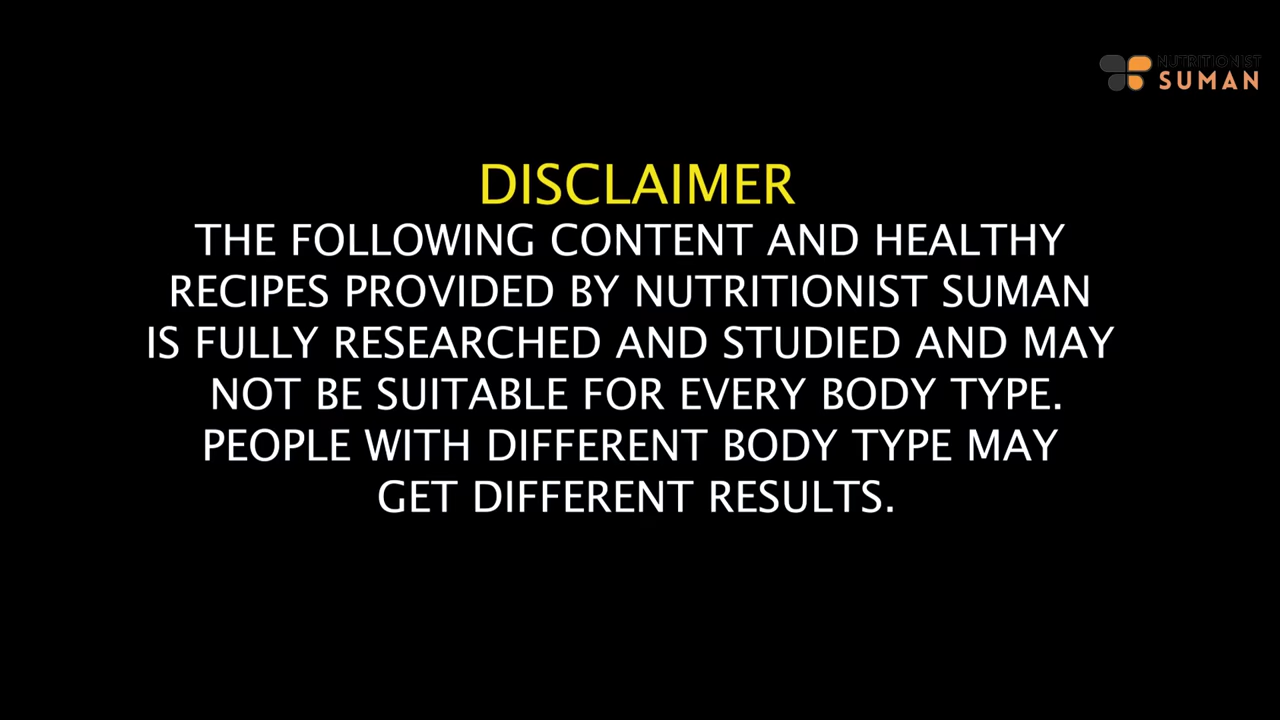 NUTRITIONIST
SUMAN
DISCLAIMER
THE FOLLOWING CONTENT AND HEALTHY
RECIPES PROVIDED BY NUTRITIONIST SUMAN
IS FULLY RESEARCHED AND STUDIED AND MAY
NOT BE SUITABLE FOR EVERY BODY TYPE.
PEOPLE WITH DIFFERENT BODY TYPE MAY
GET DIFFERENT RESULTS.